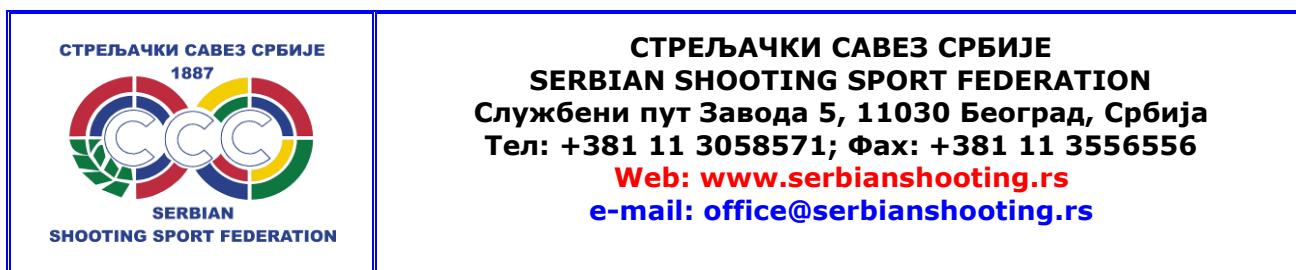 СТРЕЉАЧКИ САВЕЗ СРБИЈЕ
1887
ССС
SERBIAN
SHOOTING SPORT FEDERATION
СТРЕЉАЧКИ САВЕЗ СРБИЈЕ
SERBIAN SHOOTING SPORT FEDERATION
Службени пут Завода 5, 11030 Београд, Србија
Тел: +381 11 3058571; Фах: +381 11 3556556
Web: www.serbianshooting.rs
e-mail: office@serbianshooting.rs